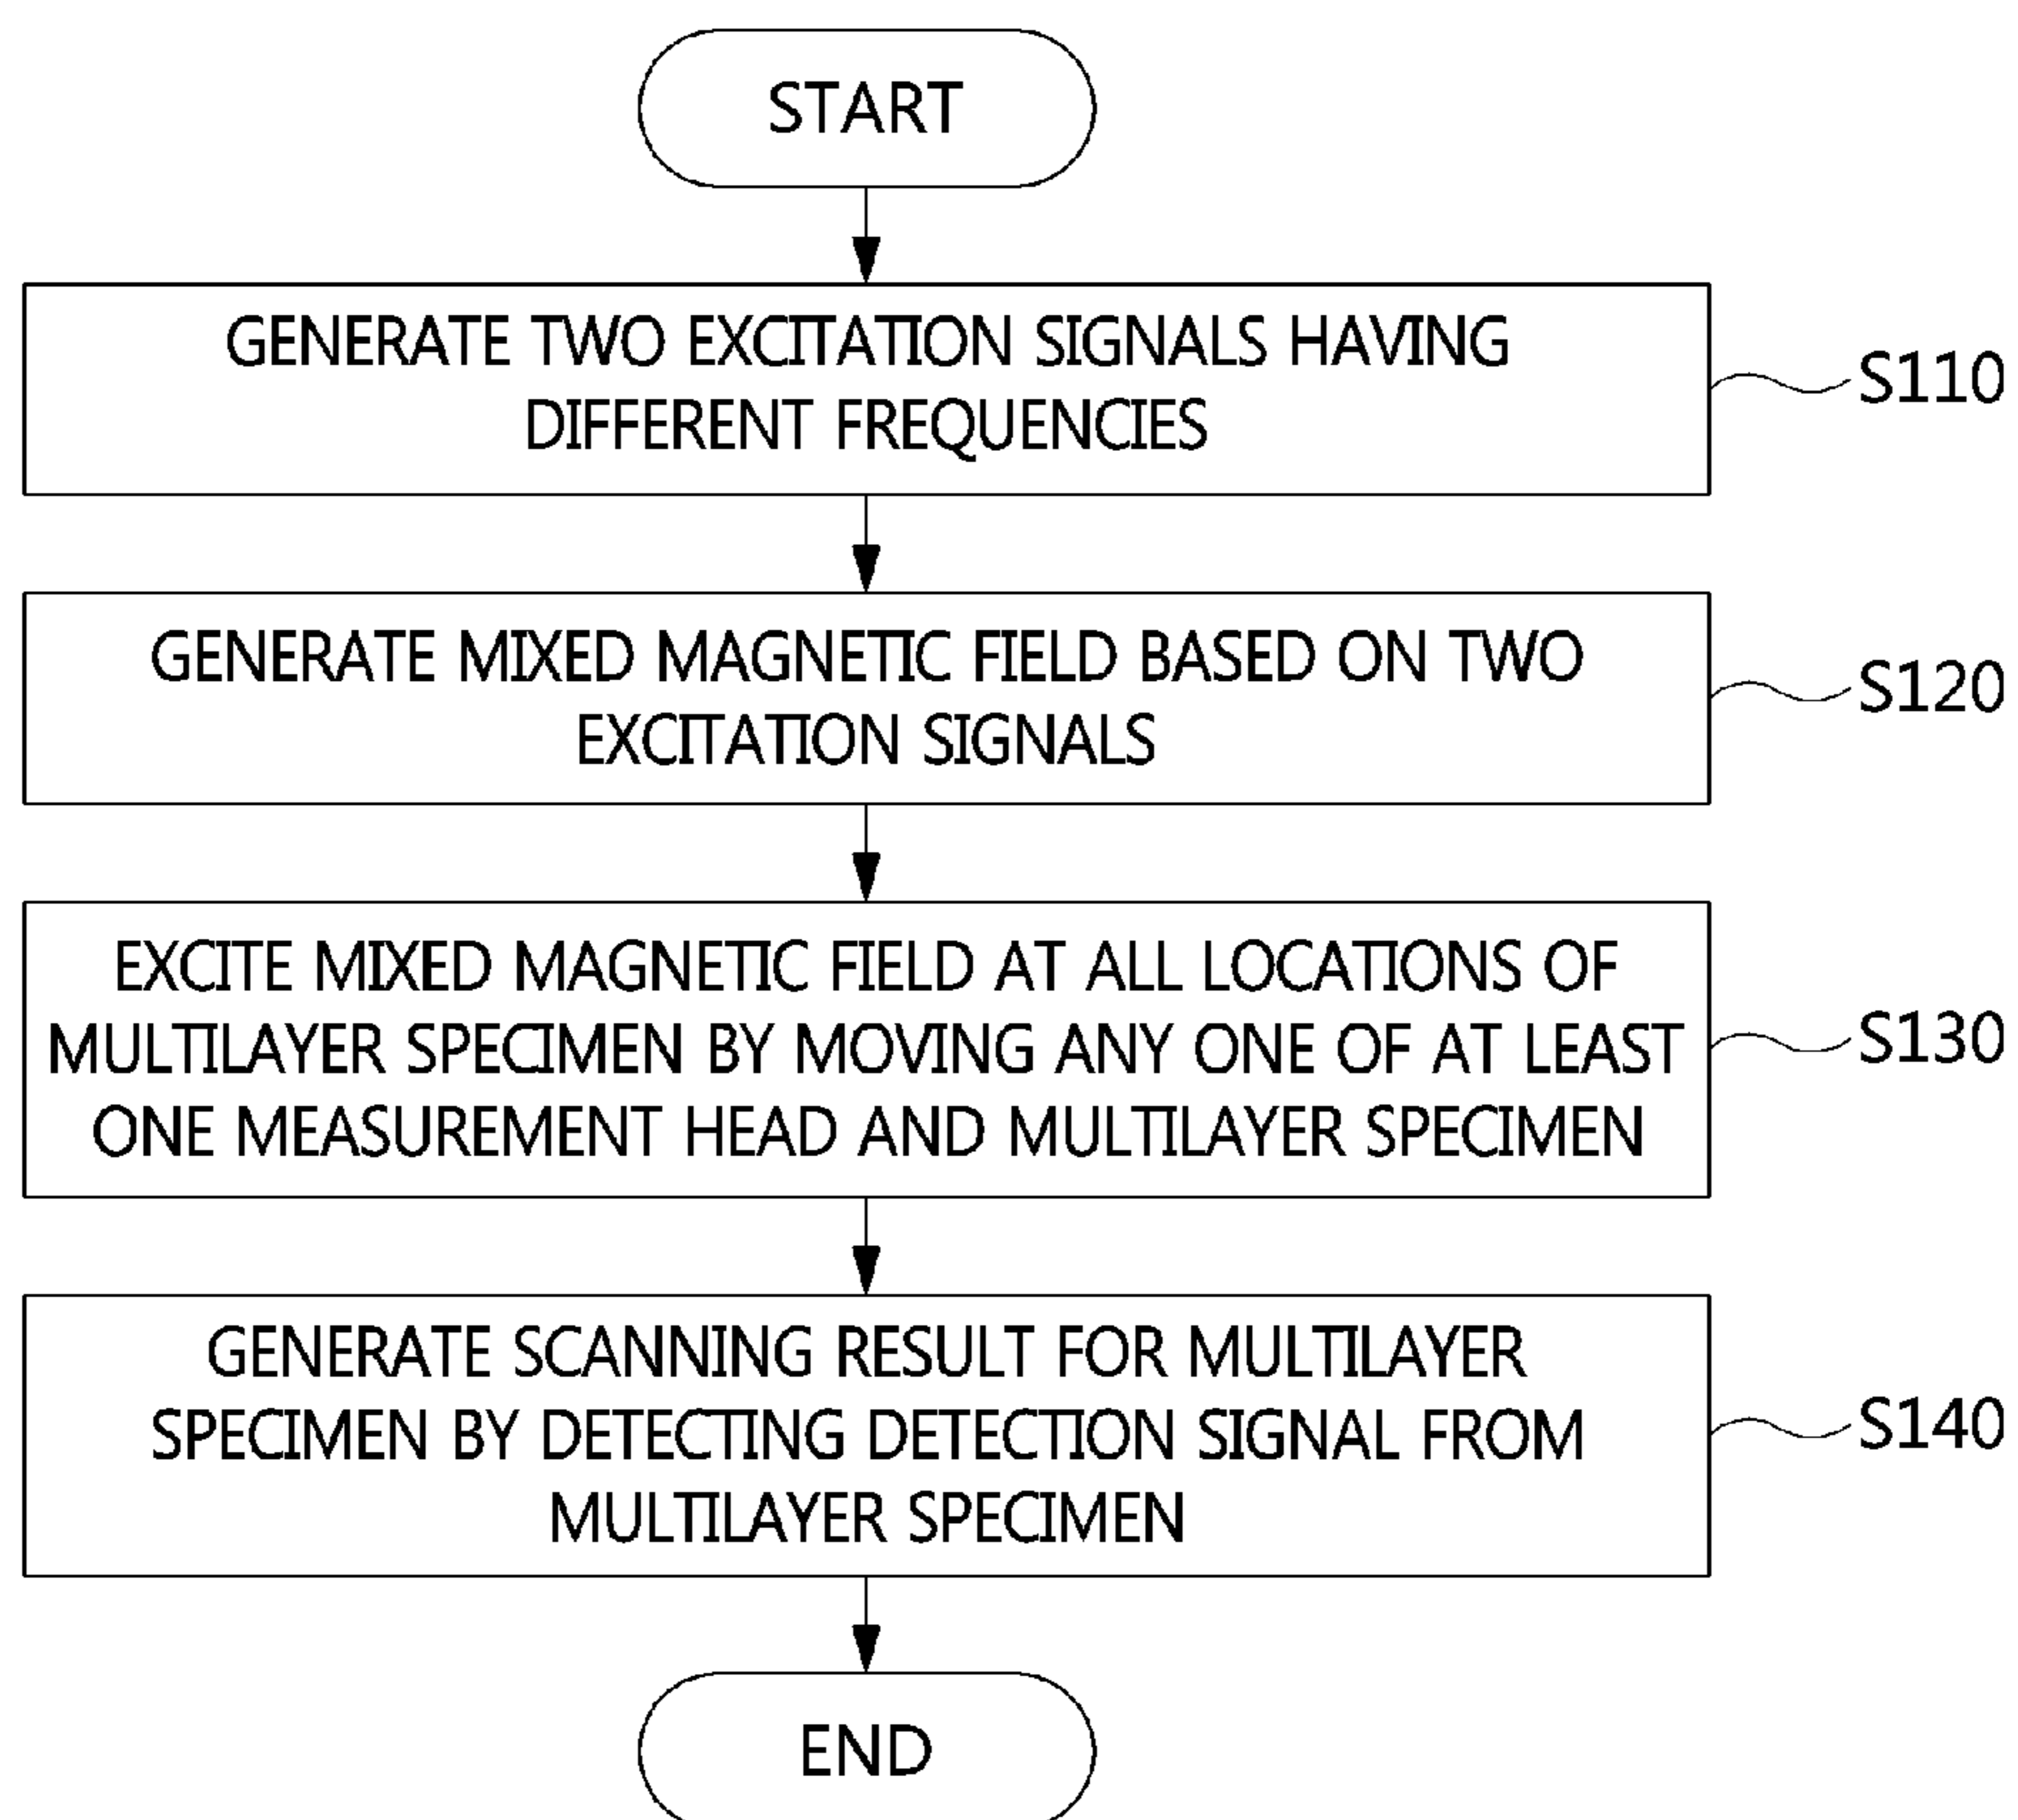 START
GENERATE TWO EXCITATION SIGNALS HAVING
DIFFERENT FREQUENCIES
S110
GENERATE MIXED MAGNETIC FIELD BASED ON TWO
EXCITATION SIGNALS
S120
EXCITE MIXED MAGNETIC FIELD AT ALL LOCATIONS OF
MULTILAYER SPECIMEN BY MOVING ANY ONE OF AT LEAST
ONE MEASUREMENT HEAD AND MULTILAYER SPECIMEN
S130
GENERATE SCANNING RESULT FOR MULTILAYER
SPECIMEN BY DETECTING DETECTION SIGNAL FROM
MULTILAYER SPECIMEN
S140
END